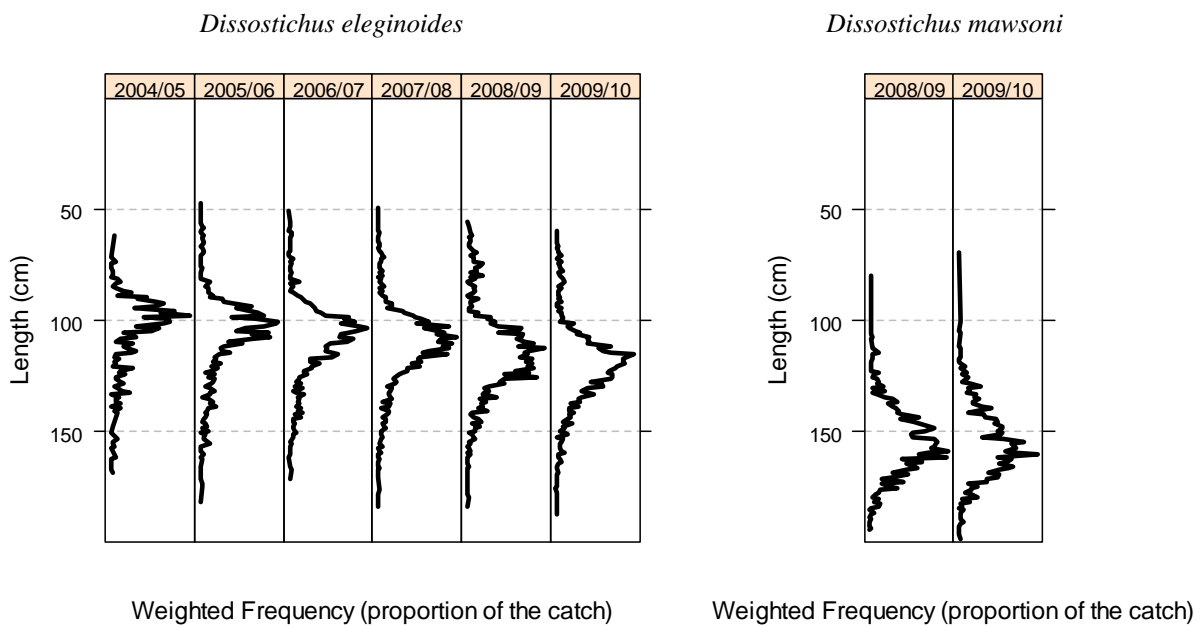 Dissostichus eleginoides
2004/05 2005/06 2006/07 2007/08 2008/09 2009/10
50
100
150
Length (cm)
Weighted Frequency (proportion of the catch)
Dissostichus mawsoni
2008/09 2009/10
50
100
150
Length (cm)
Weighted Frequency (proportion of the catch)